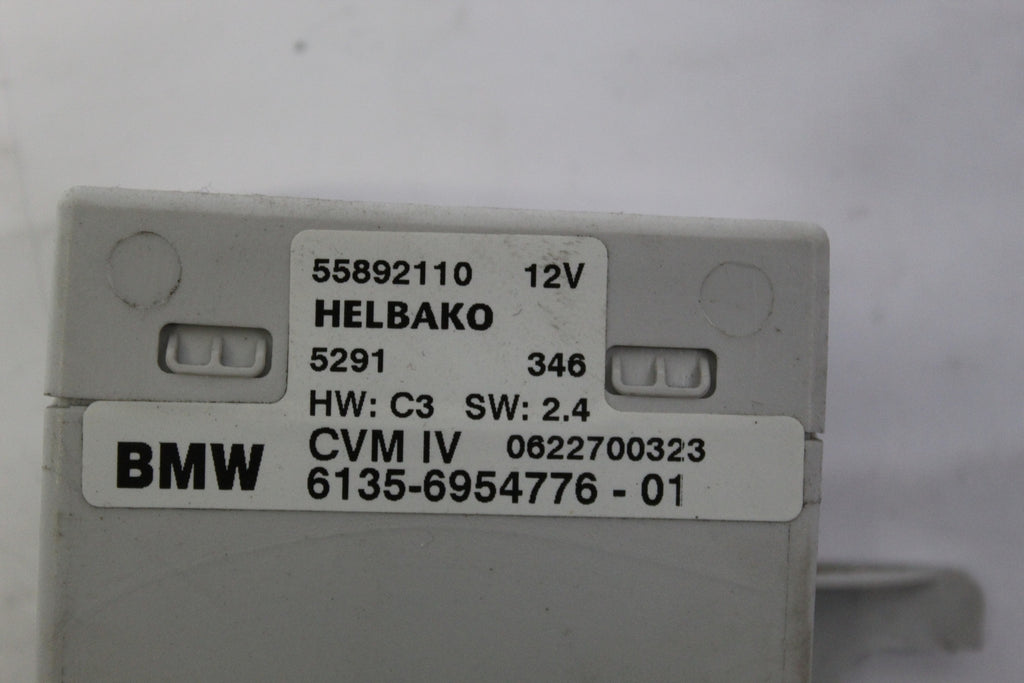 55892110 12V
HELBAKO
5291 346
HW: C3 SW: 2.4
BMW CVM IV 0622700323
6135-6954776 - 01